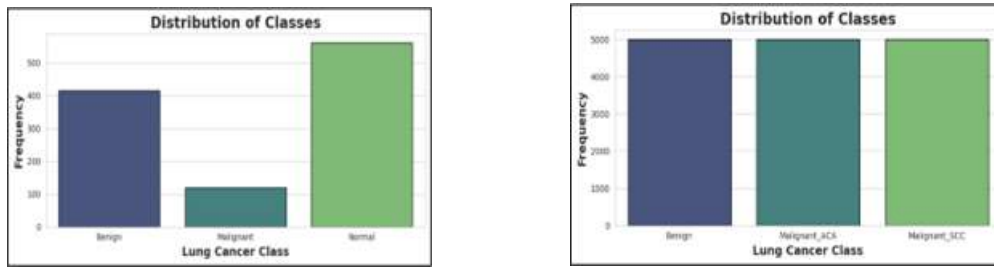 Distribution of Classes
Frequency
500
400
300
200
100
0
Benign Malignant Normal
Lung Cancer Class
Distribution of Classes
Frequency
5000
4000
3000
2000
1000
0
Benign Malignant_ACA Malignant_SCC
Lung Cancer Class